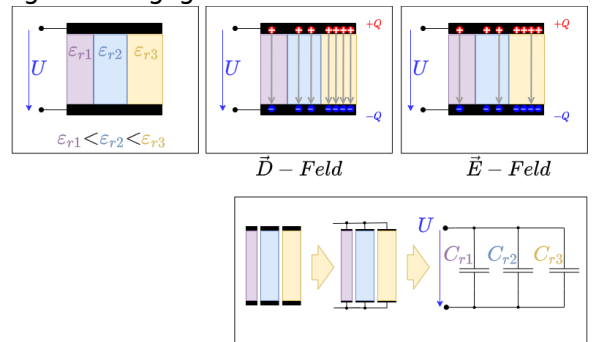 U
εr1 εr2 εr3
εr1<εr2<εr3
U
+Q
−Q
D⃗ − Feld
U
+Q
−Q
E⃗ − Feld
U
Cr1 Cr2 Cr3